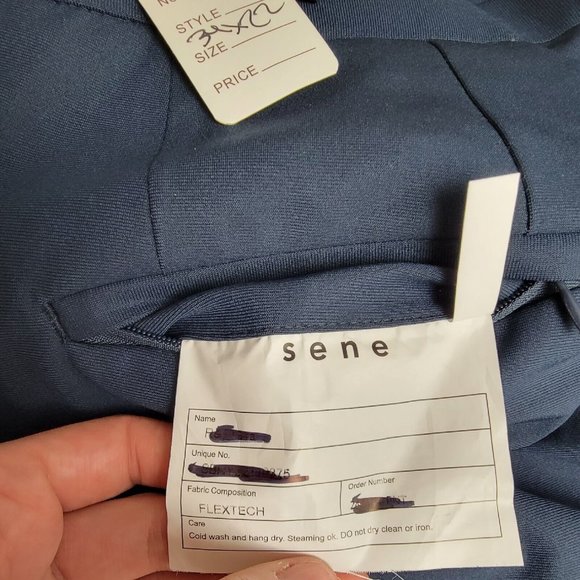 STYLE
SIZE
PRICE
sene
Name
Unique No.
Fabric Composition
Order Number
FLEXTECH
Care
Cold wash and hang dry. Steaming ok. DO not dry clean or iron.